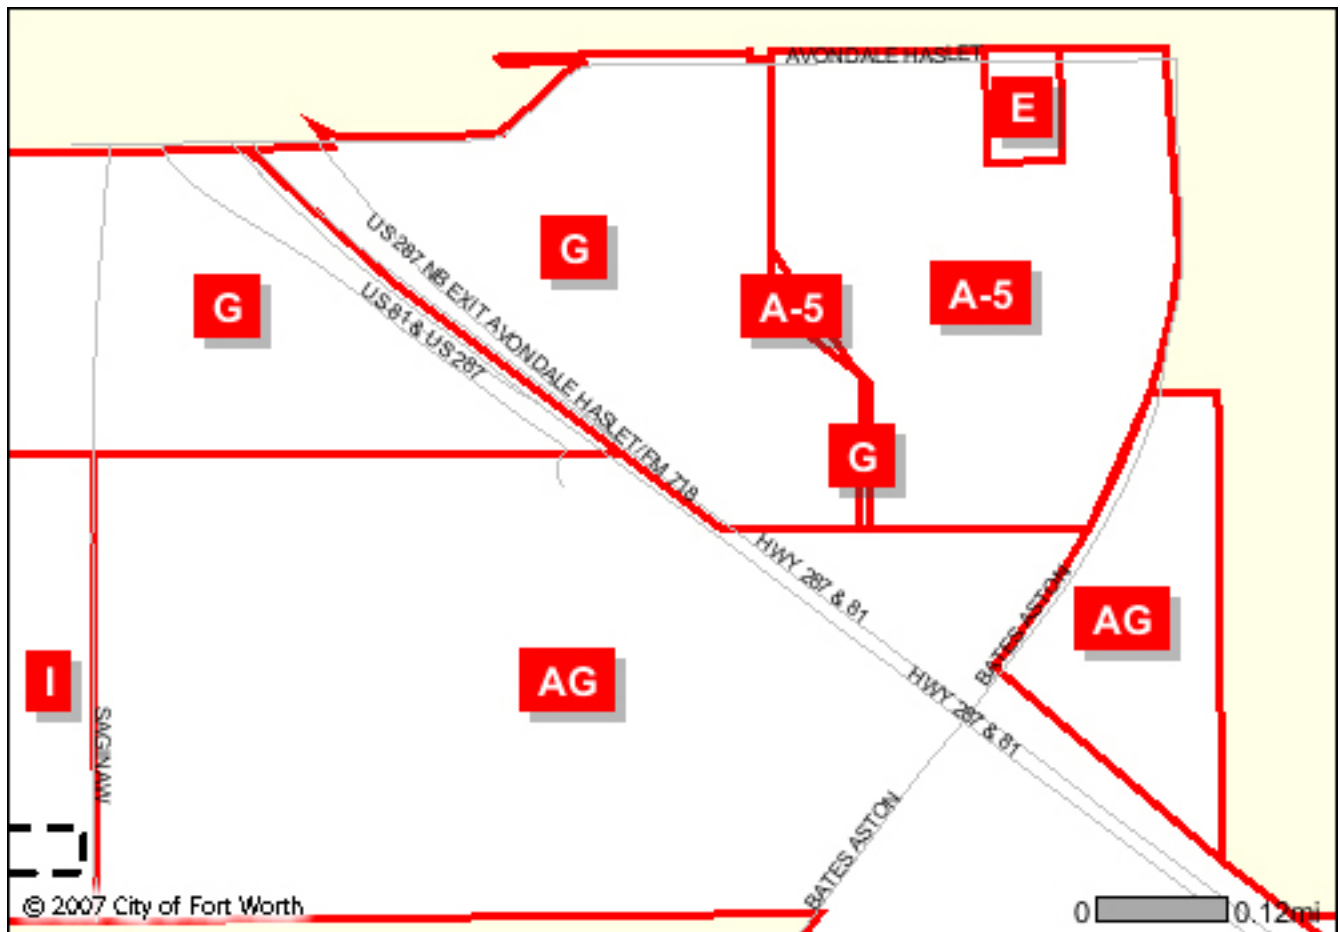 AVONDALE HASLET
E
G
A-5
G
A-5
US 287 NB EXIT AVONDALE HASLET/FM 718
US 81 & US 287
G
HWY 287 & 81
BATES ASTON
AG
I
AG
HWY 287 & 81
SAGINAW
BATES ASTON
© 2007 City of Fort Worth
0 0.12mi